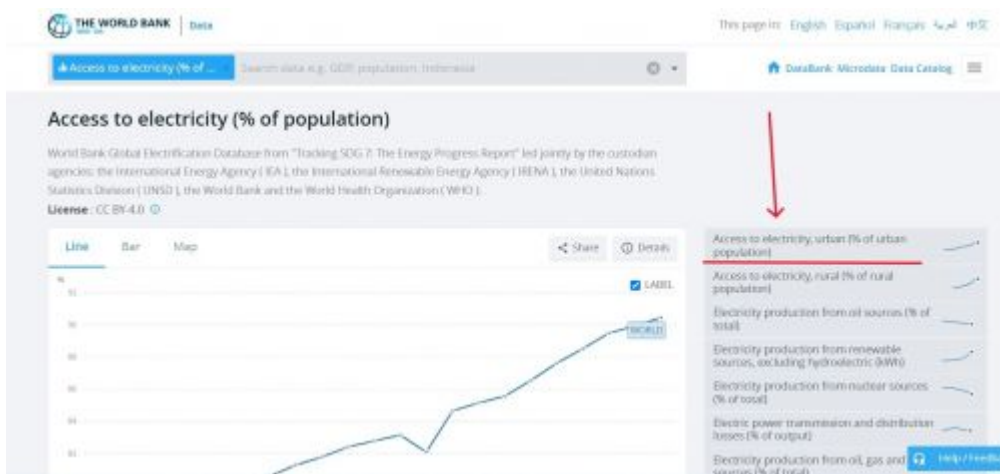 THE WORLD BANK | Data
This page in: English Español Français عربي 中文
Access to electricity (% of ... Search data e.g. GDP, population, Indonesia
DataBank Microdata Data Catalog
Access to electricity (% of population)
World Bank Global Electrification Database from "Tracking SDG 7: The Energy Progress Report" led jointly by the custodian
agencies: the International Energy Agency ( IEA ), the International Renewable Energy Agency ( IRENA ), the United Nations
Statistics Division ( UNSD ), the World Bank and the World Health Organization ( WHO ).
License : CC BY-4.0
Line Bar Map Share Details
%
LABEL
WORLD
Access to electricity, urban (% of urban
population)
Access to electricity, rural (% of rural
population)
Electricity production from oil sources (% of
total)
Electricity production from renewable
sources, excluding hydroelectric (kWh)
Electricity production from nuclear sources
(% of total)
Electric power transmission and distribution
losses (% of output)
Electricity production from oil, gas and
sources (% of total)
Help / Feedba